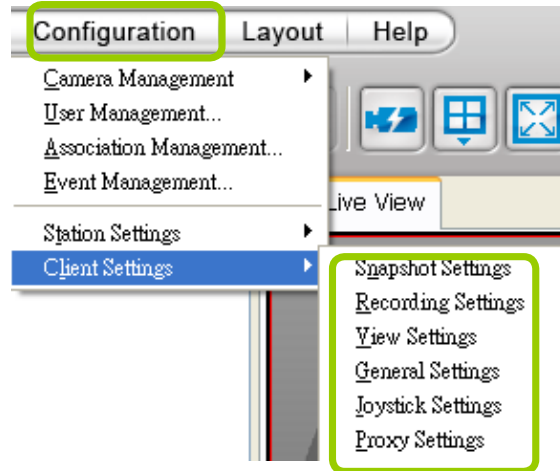 Configuration Layout Help
Camera Management
User Management...
Association Management...
Event Management...
Live View
Station Settings
Client Settings
Snapshot Settings
Recording Settings
View Settings
General Settings
Joystick Settings
Proxy Settings